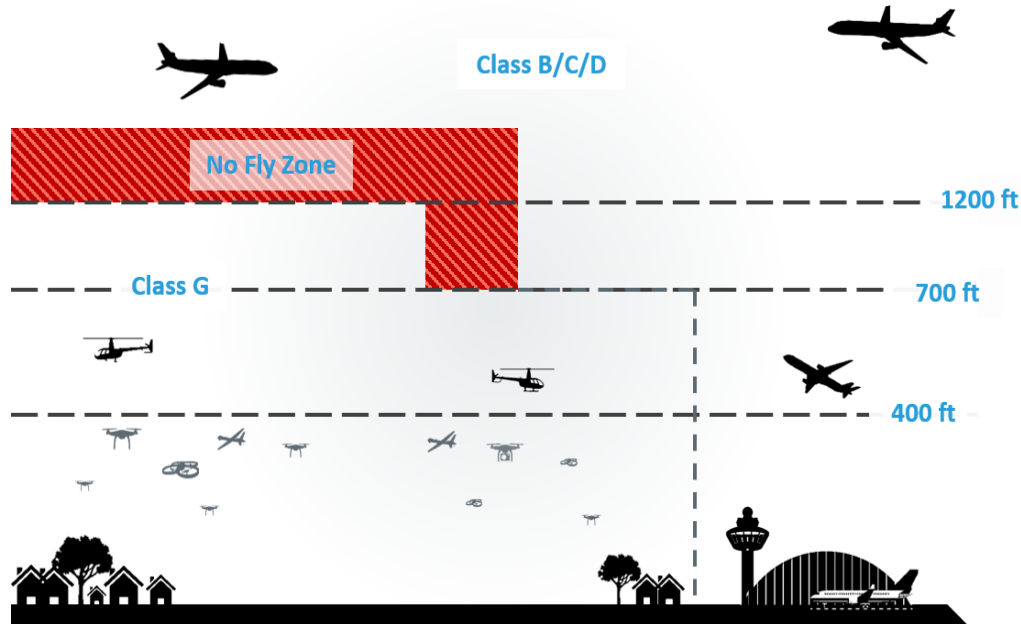 Class B/C/D
No Fly Zone
1200 ft
Class G
700 ft
400 ft